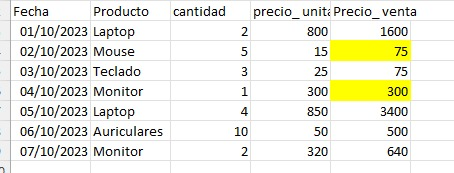 Fecha Producto cantidad precio_ unita Precio_ venta
01/10/2023 Laptop 2 800 1600
02/10/2023 Mouse 5 15 75
03/10/2023 Teclado 3 25 75
04/10/2023 Monitor 1 300 300
05/10/2023 Laptop 4 850 3400
06/10/2023 Auriculares 10 50 500
07/10/2023 Monitor 2 320 640